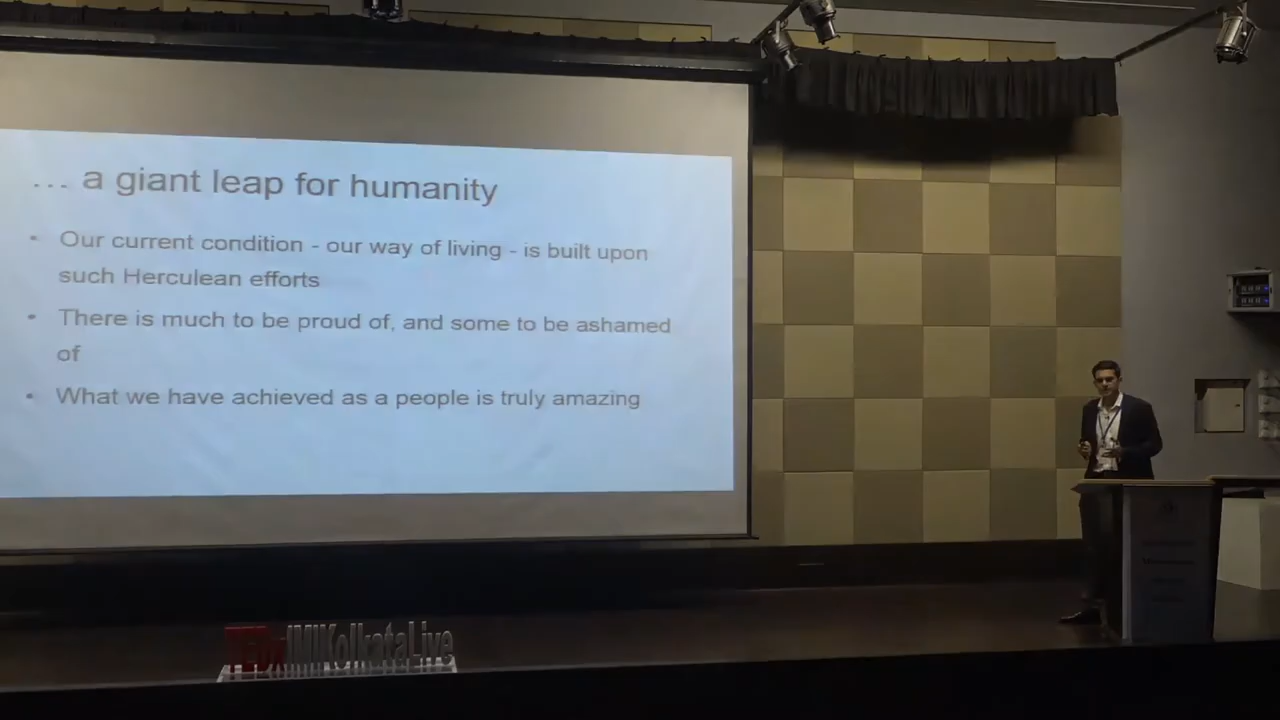 ... a giant leap for humanity
• Our current condition - our way of living - is built upon
such Herculean efforts
• There is much to be proud of, and some to be ashamed
of
• What we have achieved as a people is truly amazing
TEDxIMIKolkataLive